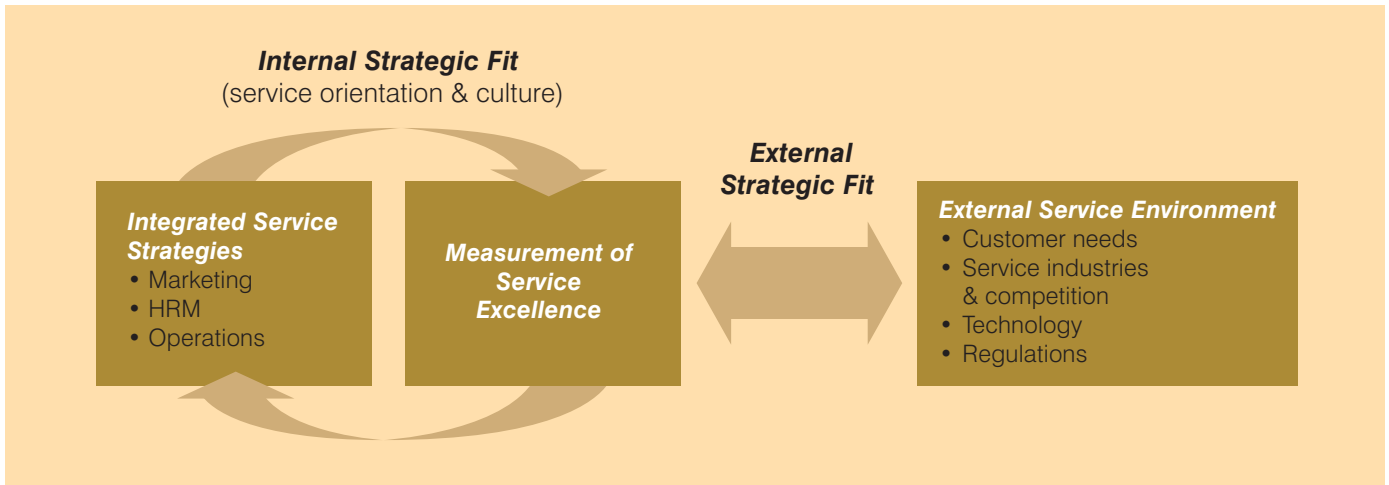 Internal Strategic Fit
(service orientation & culture)
Integrated Service
Strategies
• Marketing
• HRM
• Operations
Measurement of
Service
Excellence
External
Strategic Fit
External Service Environment
• Customer needs
• Service industries
& competition
• Technology
• Regulations